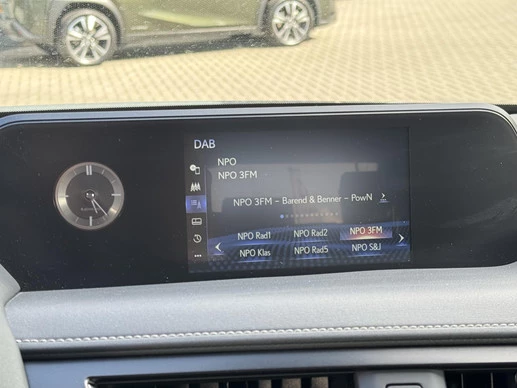 DAB
NPO
NPO 3FM
NPO 3FM – Barend & Benner – PowN
NPO Rad1 NPO Rad2 NPO 3FM
NPO Klas NPO Rad5 NPO S&J